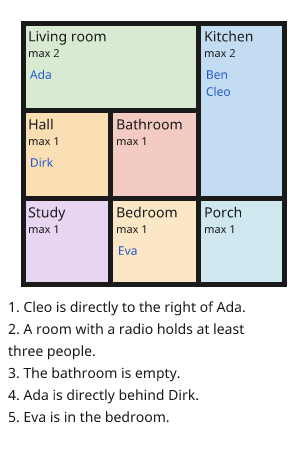 Living room
max 2
Ada
Kitchen
max 2
Ben
Cleo
Hall
max 1
Dirk
Bathroom
max 1
Study
max 1
Bedroom
max 1
Eva
Porch
max 1
1. Cleo is directly to the right of Ada.
2. A room with a radio holds at least
three people.
3. The bathroom is empty.
4. Ada is directly behind Dirk.
5. Eva is in the bedroom.